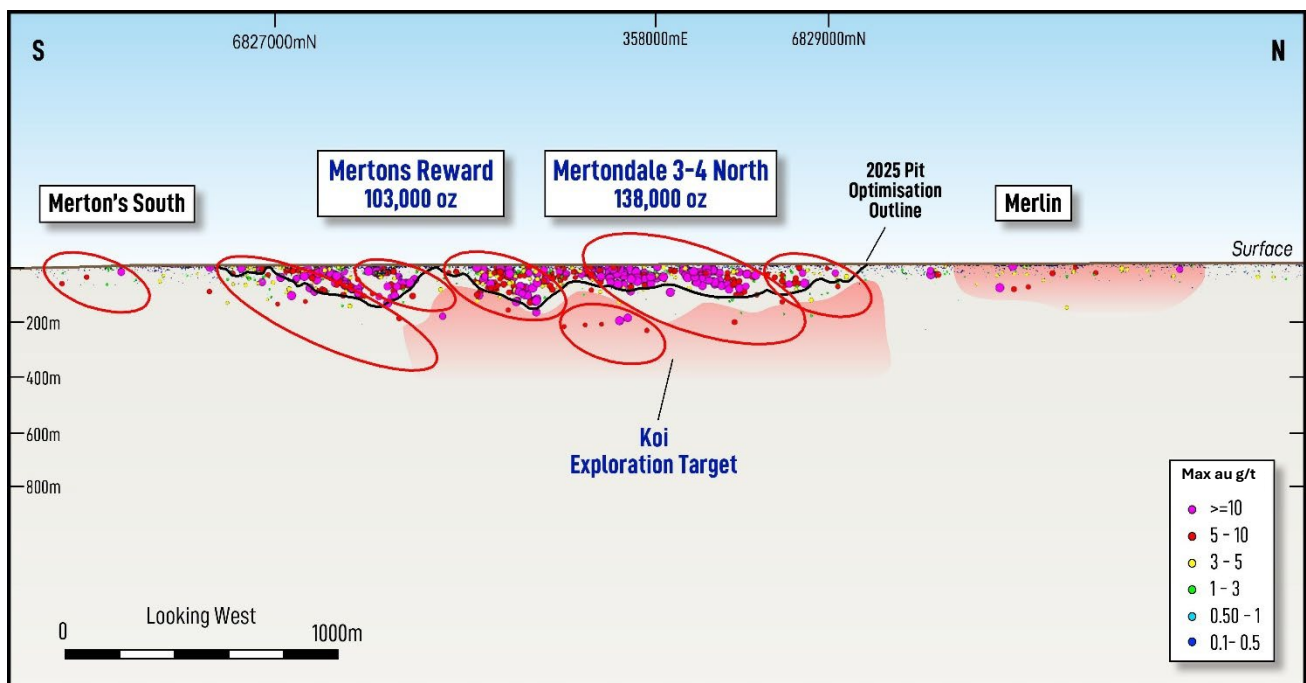 6827000mN
358000mE
6829000mN
S
N
Merton's South
Mertons Reward
103,000 oz
Mertondale 3-4 North
138,000 oz
2025 Pit
Optimisation
Outline
Merlin
Surface
200m
400m
600m
800m
Koi
Exploration Target
Looking West
0
1000m
Max au g/t
>=10
5 - 10
3 - 5
1 - 3
0.50 - 1
0.1- 0.5